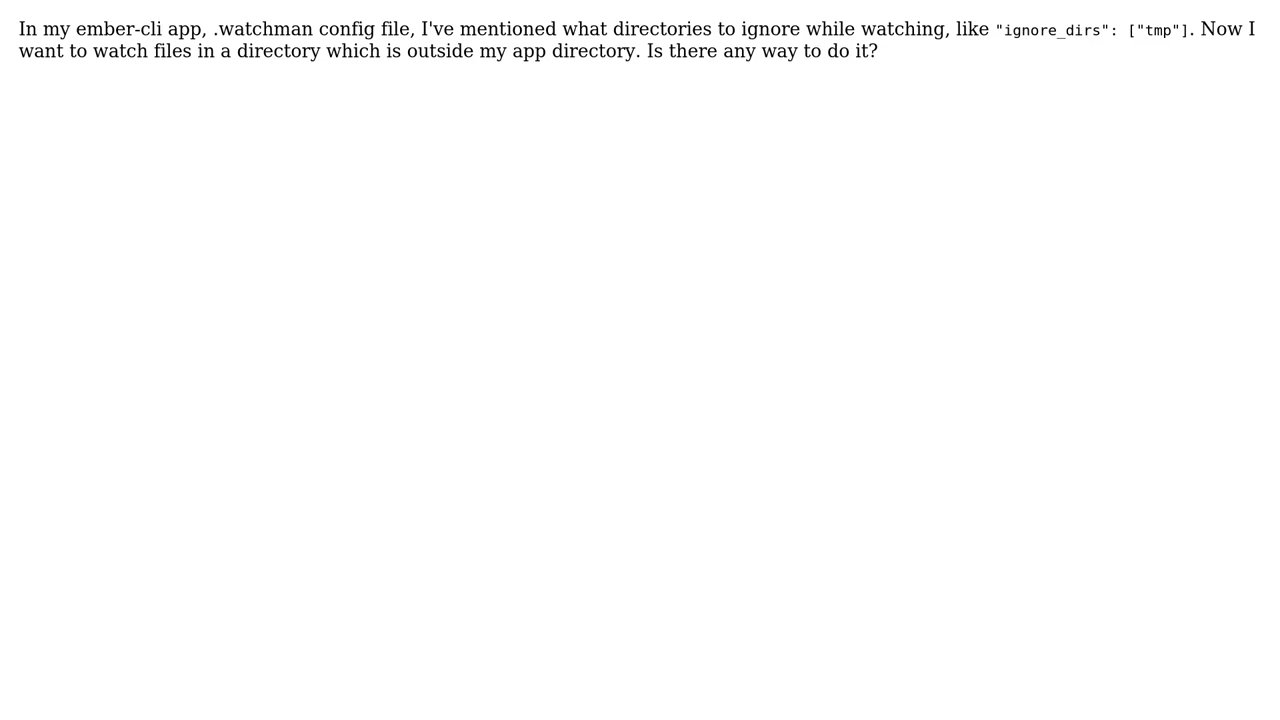 In my ember-cli app, .watchman config file, I've mentioned what directories to ignore while watching, like "ignore_dirs": ["tmp"]. Now I
want to watch files in a directory which is outside my app directory. Is there any way to do it?